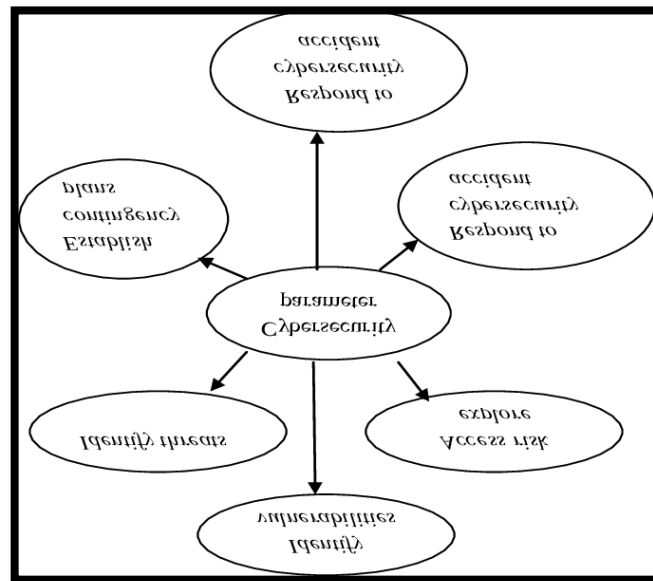 Identify
vulnerabilities
Identify threats
Access risk
explore
Cybersecurity
parameter
Establish
contingency
plans
Respond to
cybersecurity
accident
Respond to
cybersecurity
accident